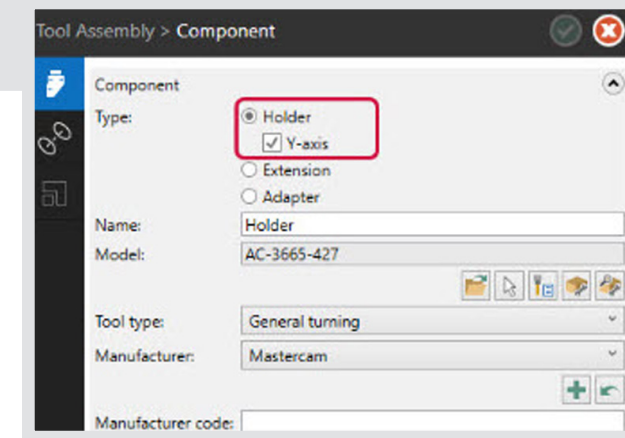 Tool Assembly > Component
Component
Type: Holder
Y-axis
Extension
Adapter
Name: Holder
Model: AC-3665-427
Tool type: General turning
Manufacturer: Mastercam
Manufacturer code: